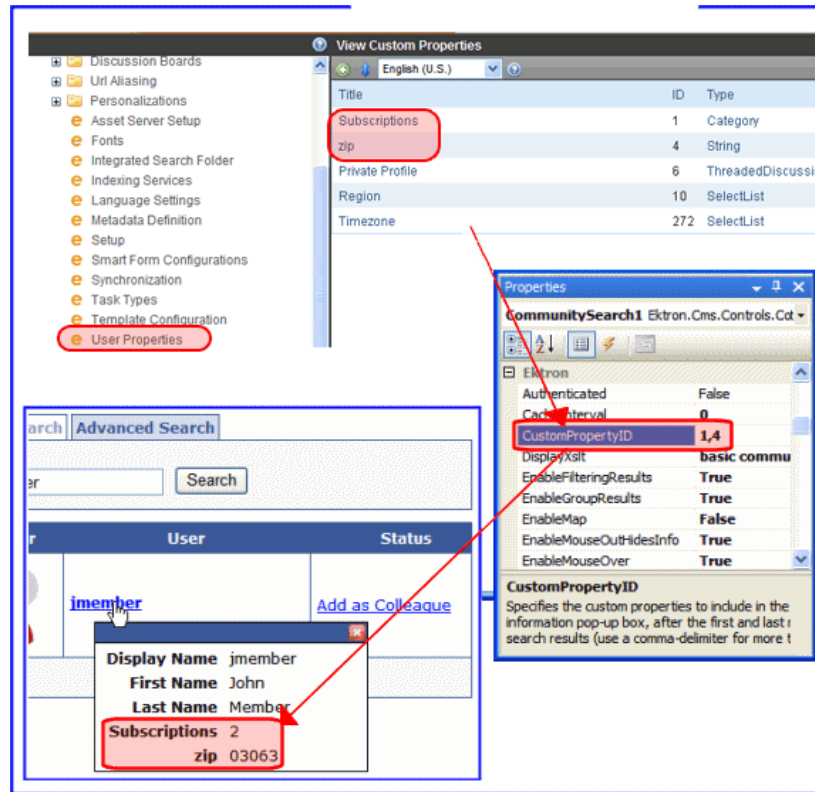 View Custom Properties
Discussion Boards
Url Aliasing
Personalizations
Asset Server Setup
Fonts
Integrated Search Folder
Indexing Services
Language Settings
Metadata Definition
Setup
Smart Form Configurations
Synchronization
Task Types
Template Configuration
User Properties
English (U.S.)
Title ID Type
Subscriptions 1 Category
zip 4 String
Private Profile 6 ThreadedDiscussi
Region 10 SelectList
Timezone 272 SelectList
Properties
CommunitySearch1 Ektron.Cms.Controls.Cot
Ektron
Authenticated False
CacheInterval 0
CustomPropertyID 1,4
DisplayXslt basic commu
EnableFilteringResults True
EnableGroupResults True
EnableMap False
EnableMouseOutHidesInfo True
EnableMouseOver True
CustomPropertyID
Specifies the custom properties to include in the
information pop-up box, after the first and last
search results (use a comma-delimiter for more t
arch Advanced Search
er Search
r User Status
jmember Add as Colleague
Display Name jmember
First Name John
Last Name Member
Subscriptions 2
zip 03063